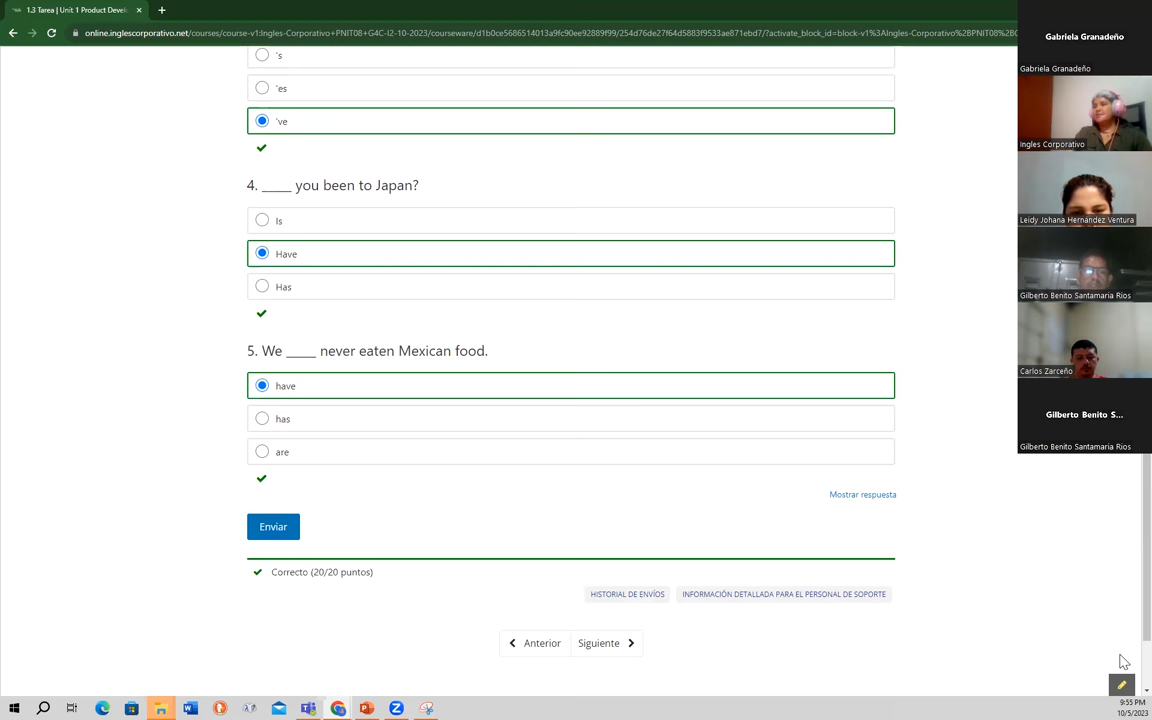 1.3 Tarea | Unit 1 Product Devel
online.inglescorporativo.net/courses/course-v1:Ingles-Corporativo+PNIT08+G4C-I2-10-2023/courseware/d1b0ce5686514013a9fc90ee92889f99/254d76de27f64d5883f9533ae871ebd7/?activate_block_id=block-v1%3AIngles-Corporativo%2BPNIT08%2BG
's
'es
've
4. _____ you been to Japan?
Is
Have
Has
5. We _____ never eaten Mexican food.
have
has
are
Mostrar respuesta
Enviar
Correcto (20/20 puntos)
HISTORIAL DE ENVÍOS
INFORMACIÓN DETALLADA PARA EL PERSONAL DE SOPORTE
Anterior
Siguiente
Gabriela Granadeño
Gabriela Granadeño
Ingles Corporativo
Leidy Johana Hernández Ventura
Gilberto Benito Santamaria Rios
Carlos Zarceño
Gilberto Benito S...
Gilberto Benito Santamaria Rios
9:55 PM
10/5/2023